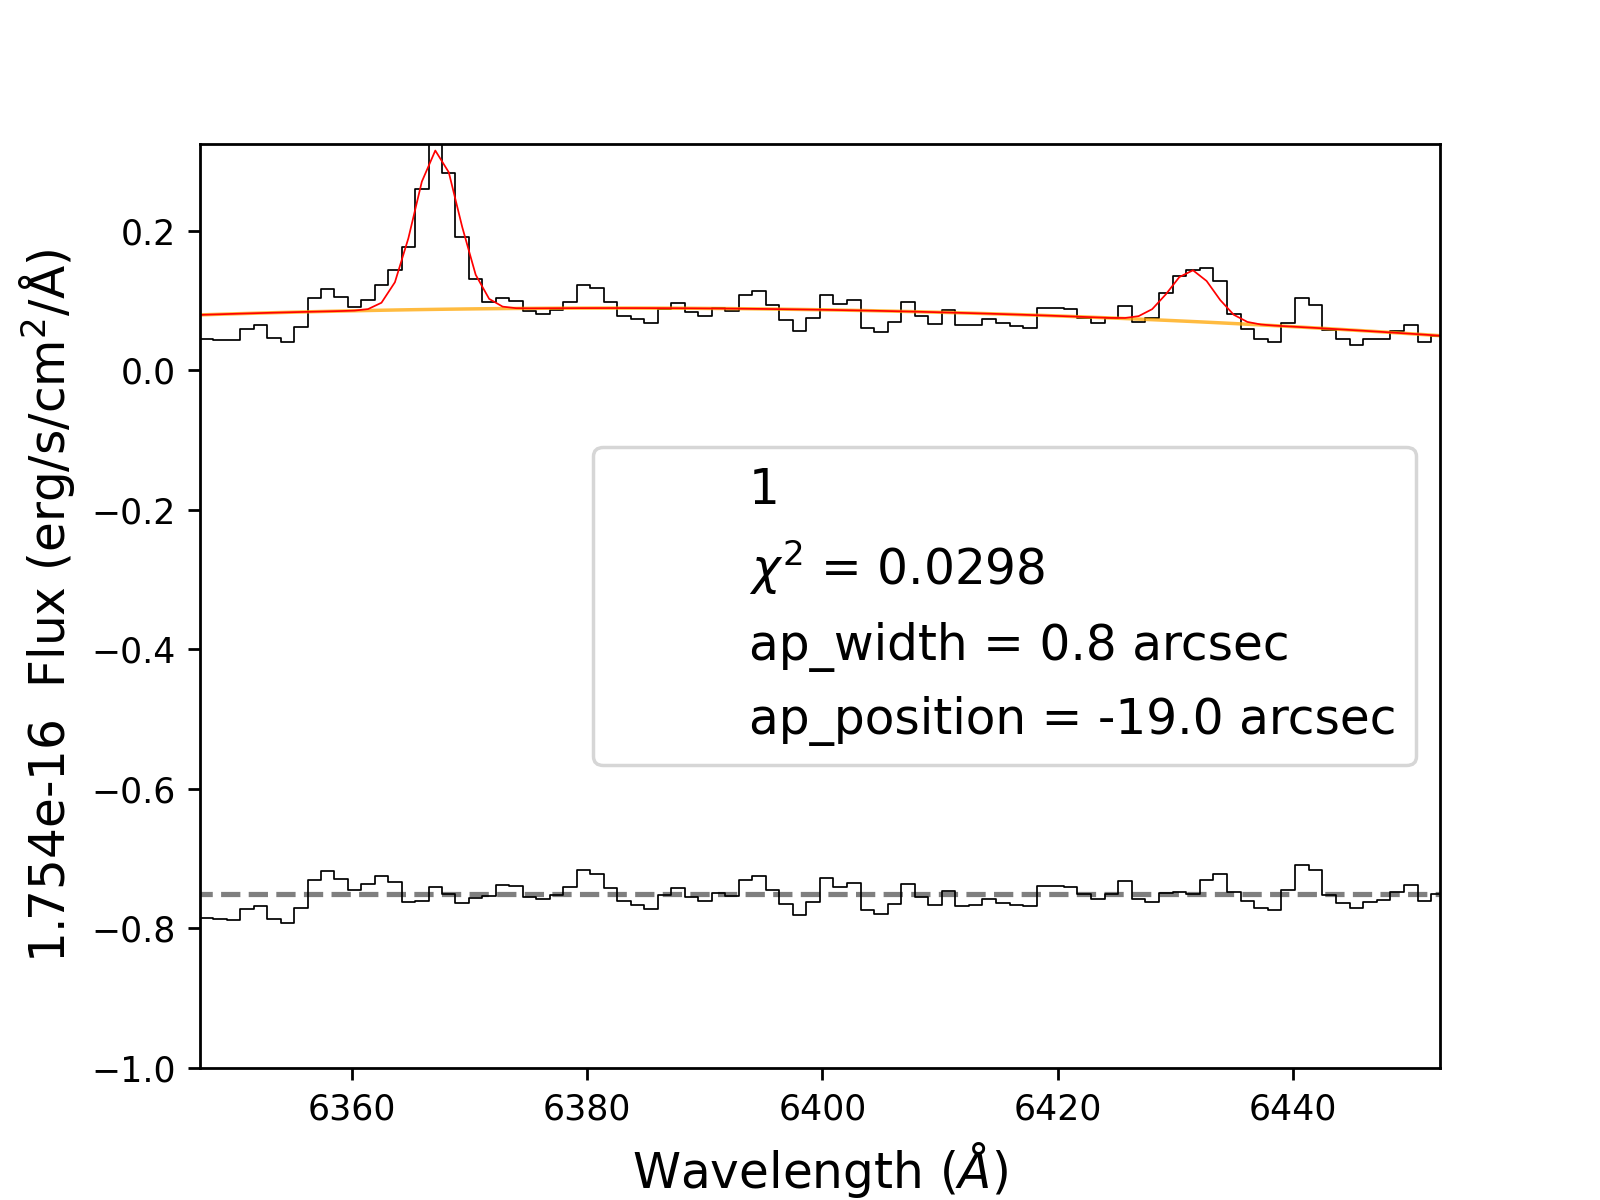 1.754e-16 Flux (erg/s/cm²/Å)
0.2
0.0
−0.2
−0.4
−0.6
−0.8
−1.0
1
χ² = 0.0298
ap_width = 0.8 arcsec
ap_position = -19.0 arcsec
6360 6380 6400 6420 6440
Wavelength (Å)